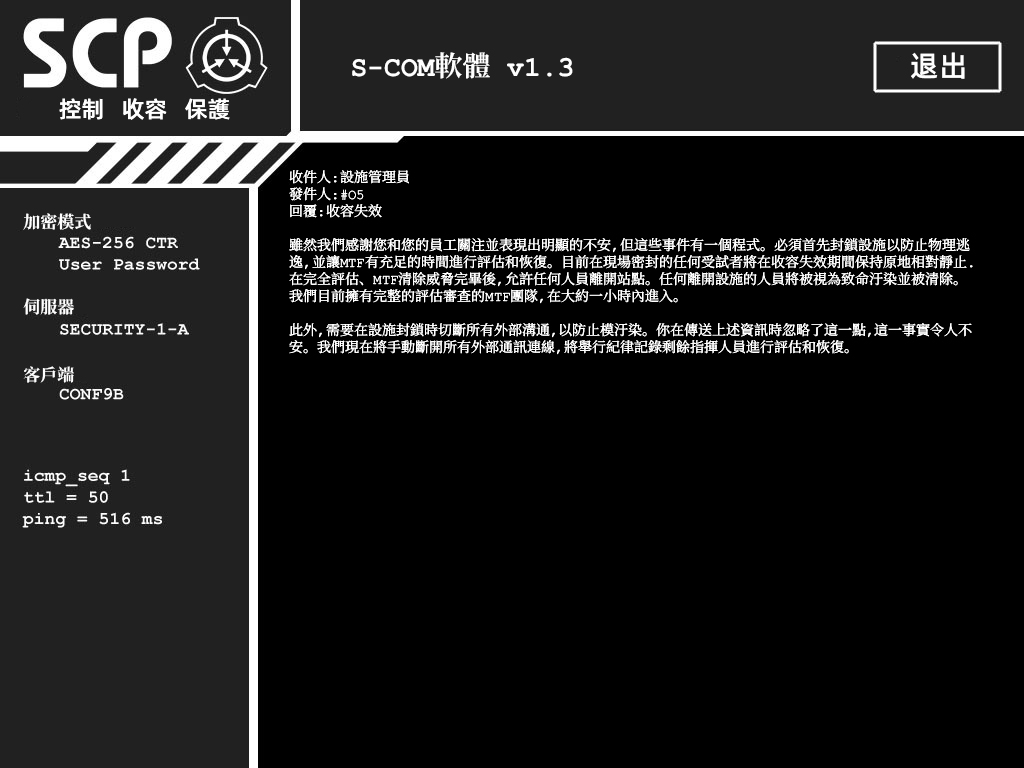 SCP
控制 收容 保護
S-COM軟體 v1.3
退出
加密模式
AES-256 CTR
User Password
伺服器
SECURITY-1-A
客戶端
CONF9B
icmp_seq 1
ttl = 50
ping = 516 ms
收件人:設施管理員
發件人:#O5
回覆:收容失效
雖然我們感謝您和您的員工關注並表現出明顯的不安,但這些事件有一個程式。必須首先封鎖設施以防止物理逃
逸,並讓MTF有充足的時間進行評估和恢復。目前在現場密封的任何受試者將在收容失效期間保持原地相對靜止.
在完全評估、MTF清除威脅完畢後,允許任何人員離開站點。任何離開設施的人員將被視為致命汙染並被清除。
我們目前擁有完整的評估審查的MTF團隊,在大約一小時內進入。
此外,需要在設施封鎖時切斷所有外部溝通,以防止模汙染。你在傳送上述資訊時忽略了這一點,這一事實令人不
安。我們現在將手動斷開所有外部通訊連線,將舉行紀律記錄剩餘指揮人員進行評估和恢復。